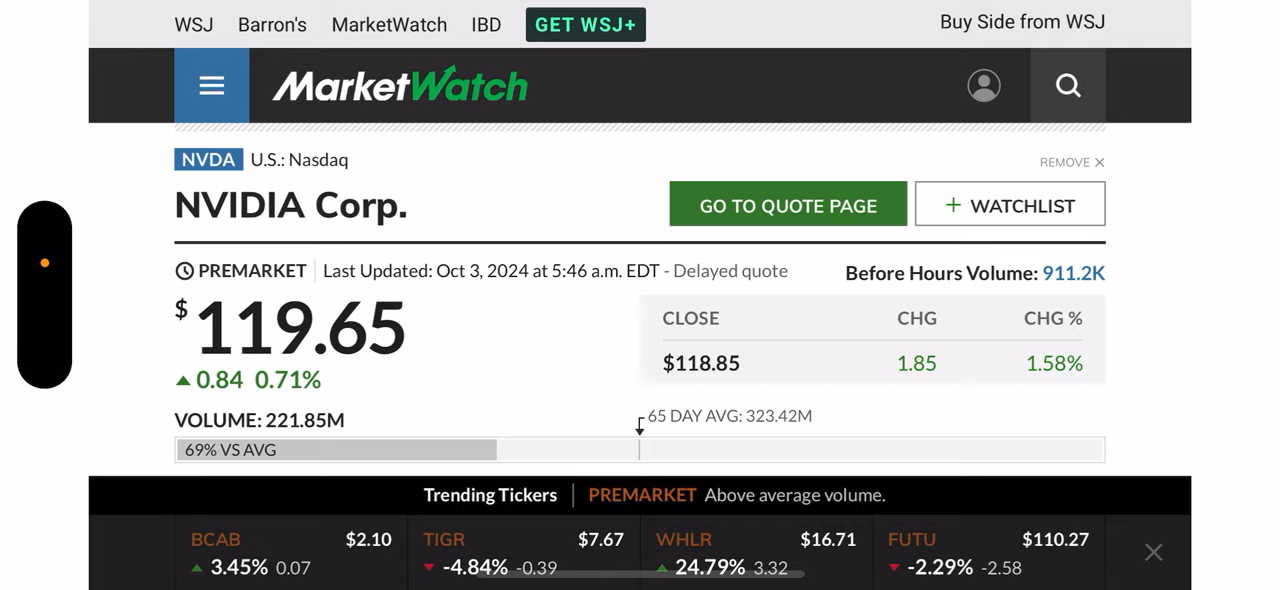 WSJ Barron's MarketWatch IBD GET WSJ+ Buy Side from WSJ
MarketWatch
NVDA U.S.: Nasdaq REMOVE ×
NVIDIA Corp. GO TO QUOTE PAGE + WATCHLIST
PREMARKET Last Updated: Oct 3, 2024 at 5:46 a.m. EDT - Delayed quote Before Hours Volume: 911.2K
$ 119.65
0.84 0.71%
CLOSE CHG CHG %
$118.85 1.85 1.58%
VOLUME: 221.85M 65 DAY AVG: 323.42M
69% VS AVG
Trending Tickers | PREMARKET Above average volume.
BCAB $2.10 TIGR $7.67 WHLR $16.71 FUTU $110.27
3.45% 0.07 -4.84% -0.39 24.79% 3.32 -2.29% -2.58